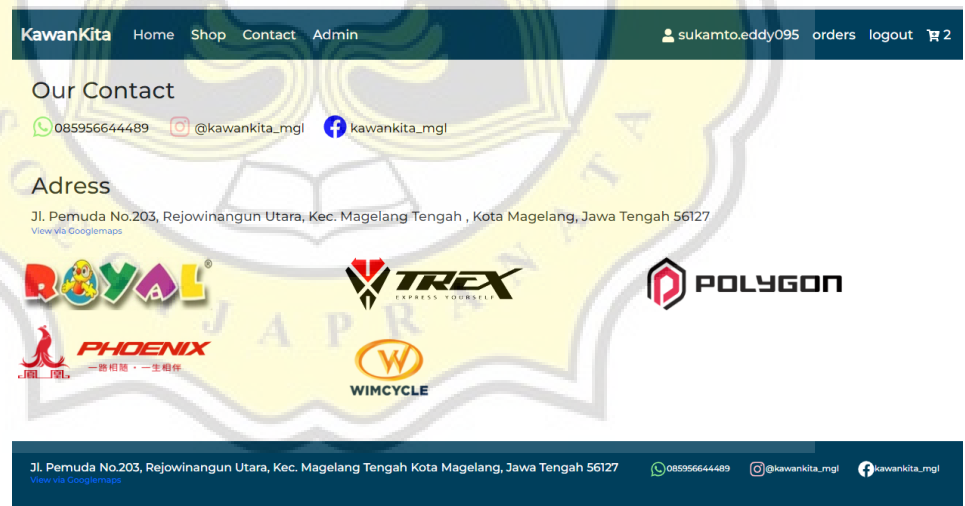 KawanKita Home Shop Contact Admin sukamto.eddy095 orders logout 2
Our Contact
085956644489 @kawankita_mgl kawankita_mgl
Adress
Jl. Pemuda No.203, Rejowinangun Utara, Kec. Magelang Tengah , Kota Magelang, Jawa Tengah 56127
View via Googlemaps
ROYAL®
TREX
EXPRESS YOURSELF
POLYGON
PHOENIX
鳳凰
一路相随·一生相伴
W
WIMCYCLE
JAPRA
Jl. Pemuda No.203, Rejowinangun Utara, Kec. Magelang Tengah Kota Magelang, Jawa Tengah 56127
View via Googlemaps
085956644489 @kawankita_mgl kawankita_mgl